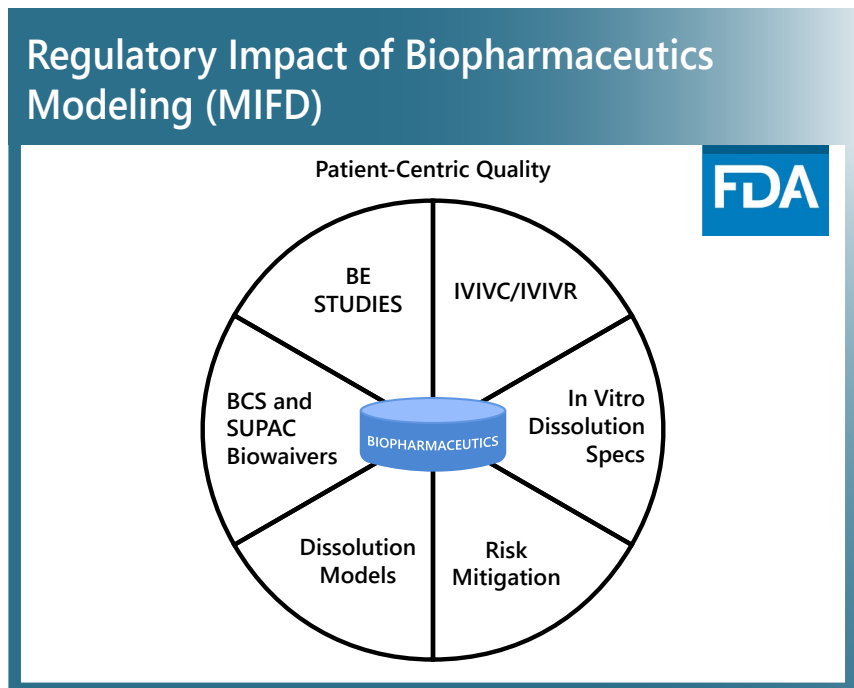 Regulatory Impact of Biopharmaceutics
Modeling (MIFD)
FDA
Patient-Centric Quality
BE
STUDIES
IVIVC/IVIVR
BCS and
SUPAC
Biowaivers
BIOPHARMACEUTICS
In Vitro
Dissolution
Specs
Dissolution
Models
Risk
Mitigation